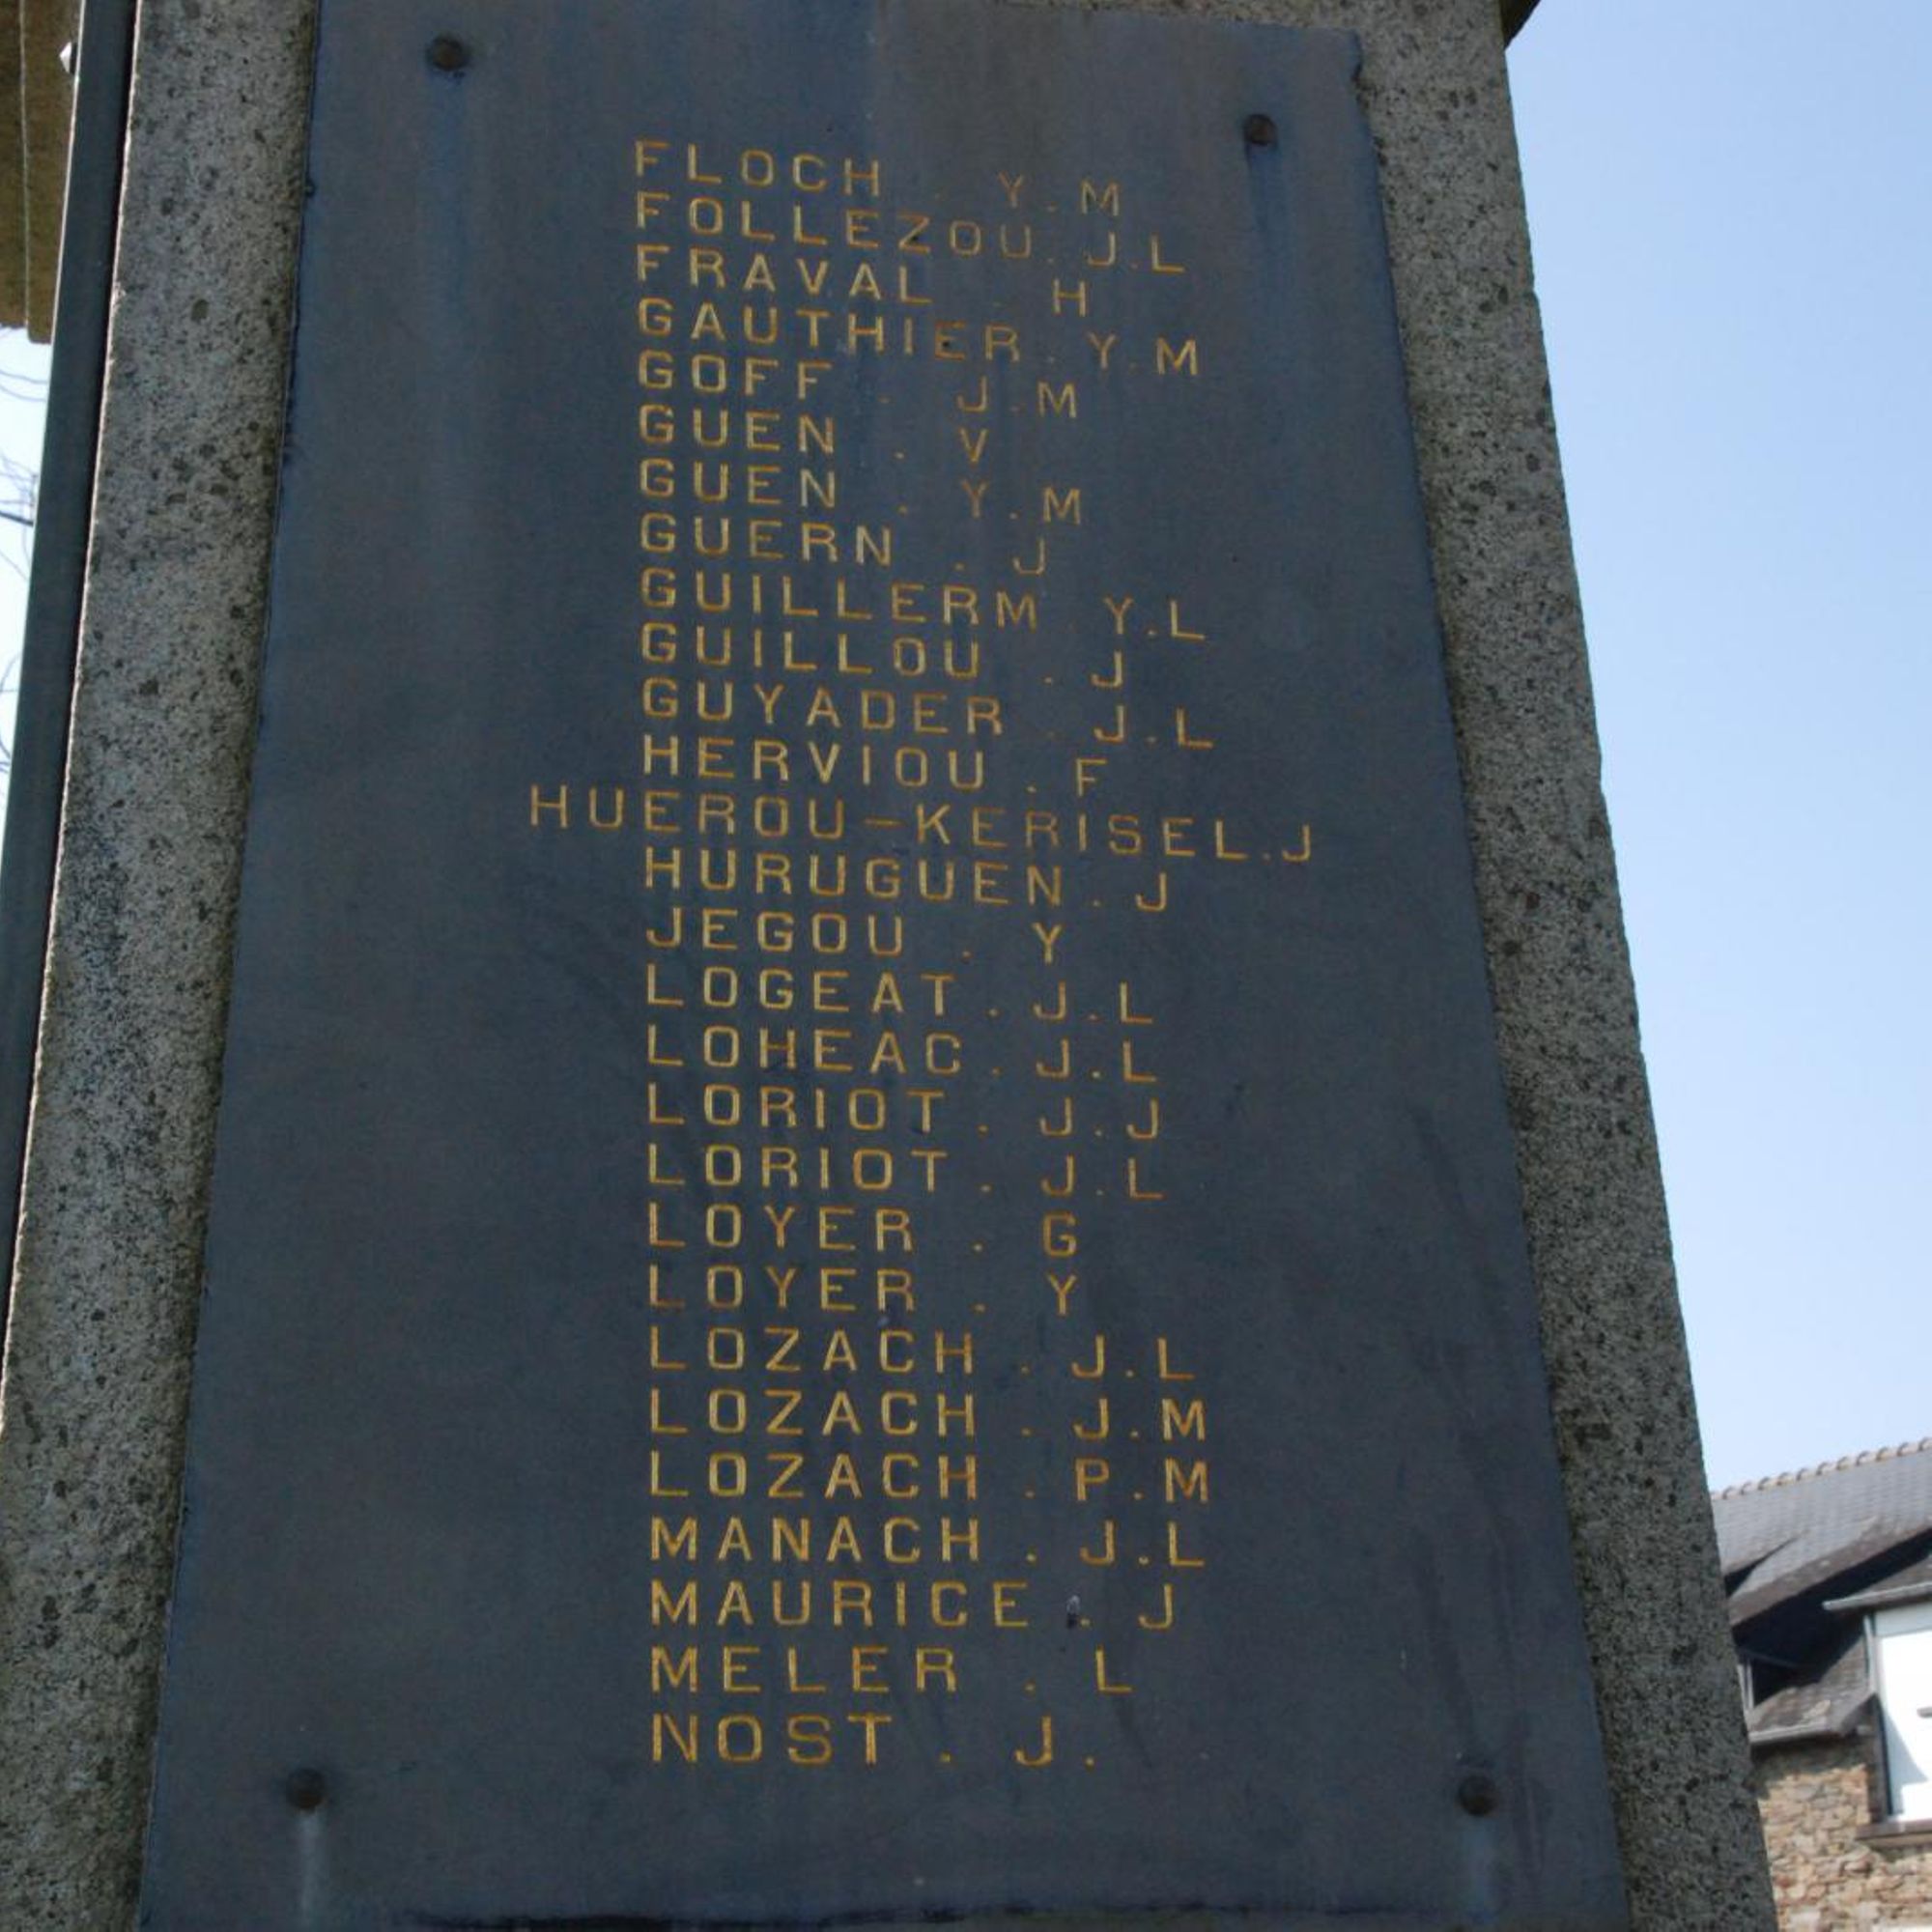 FLOCH . Y.M
FOLLEZOU. J.L
FRAVAL . H
GAUTHIER . Y.M
GOFF . J.M
GUEN . V
GUEN . Y.M
GUERN . J
GUILLERM . Y.L
GUILLOU . J
GUYADER . J.L
HERVIOU . F
HUEROU-KERISEL.J
HURUGUEN . J
JEGOU . Y
LOGEAT . J.L
LOHEAC . J.L
LORIOT . J.J
LORIOT . J.L
LOYER . G
LOYER . Y
LOZACH . J.L
LOZACH . J.M
LOZACH . P.M
MANACH . J.L
MAURICE . J
MELER . L
NOST . J.